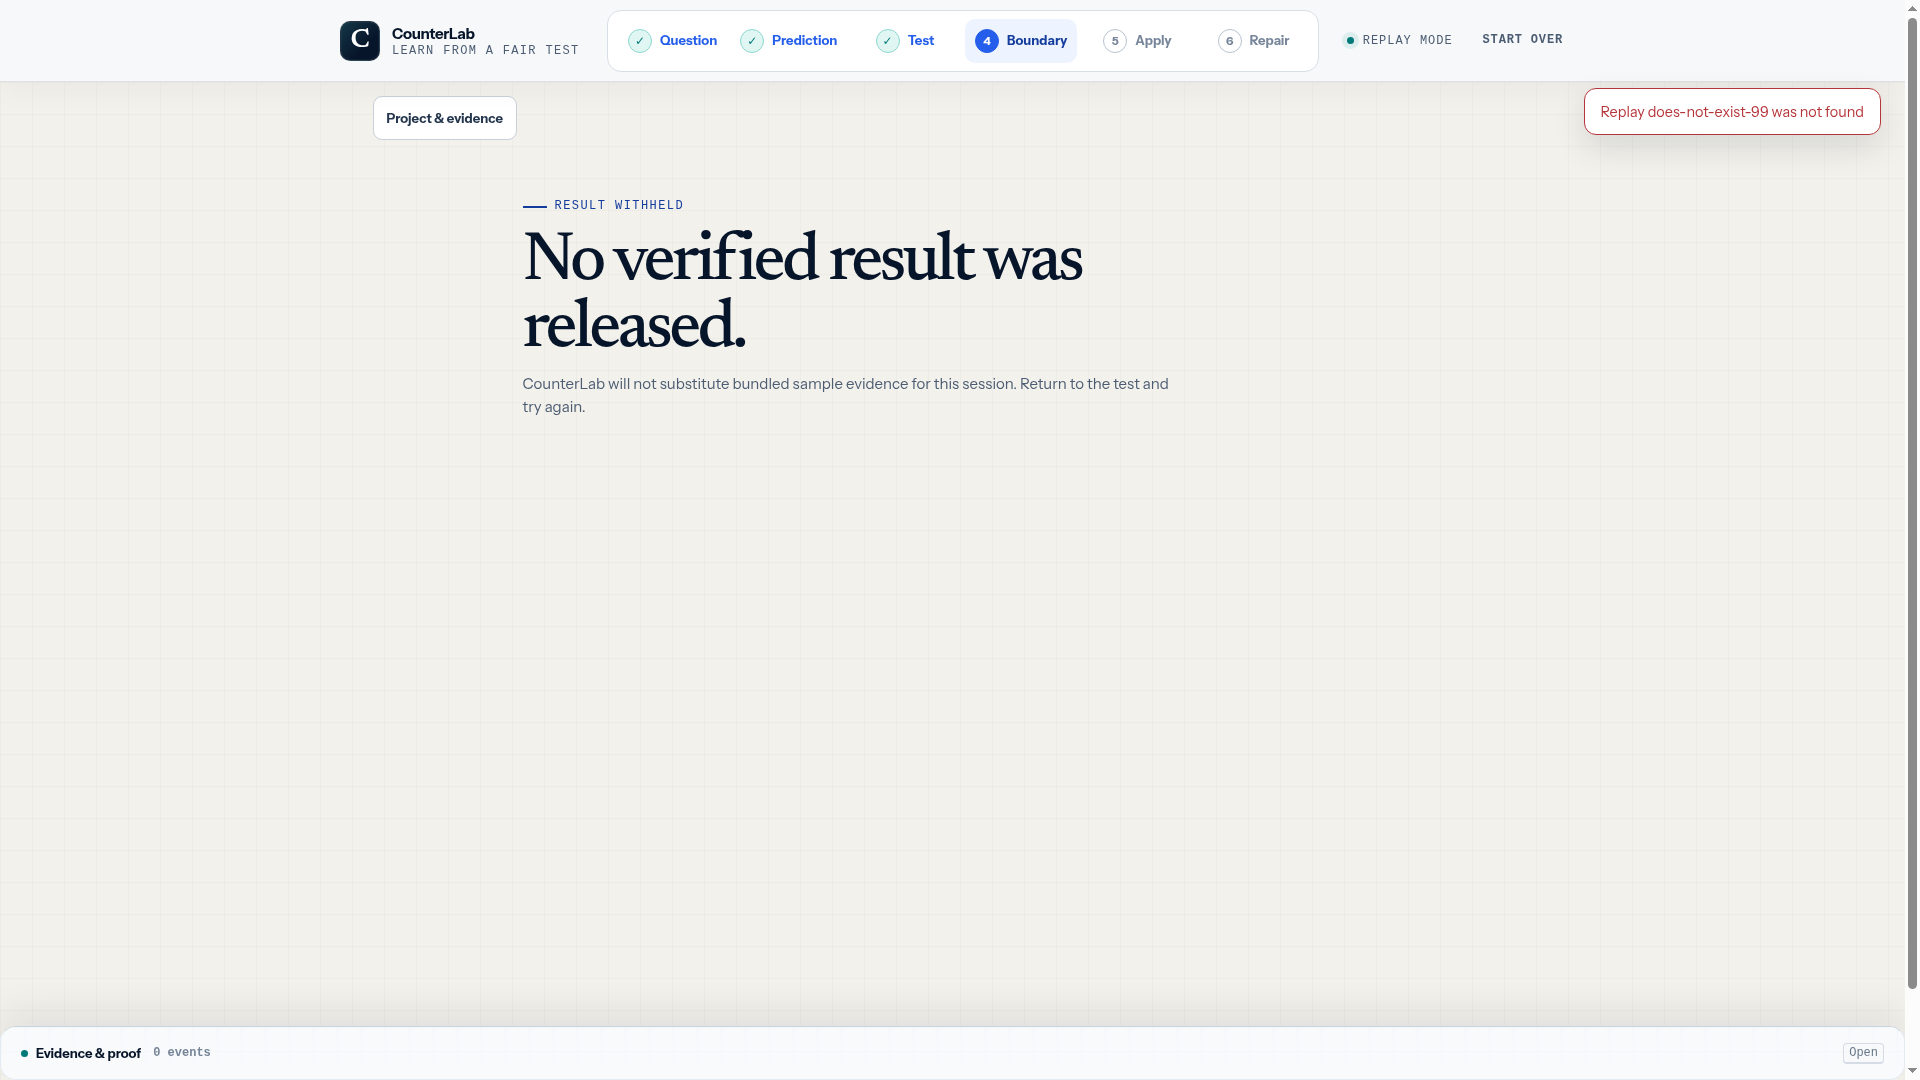 C
CounterLab
LEARN FROM A FAIR TEST
✓ Question
✓ Prediction
✓ Test
4 Boundary
5 Apply
6 Repair
REPLAY MODE
START OVER
Project & evidence
Replay does-not-exist-99 was not found
RESULT WITHHELD
No verified result was
released.
CounterLab will not substitute bundled sample evidence for this session. Return to the test and
try again.
Evidence & proof
0 events
Open